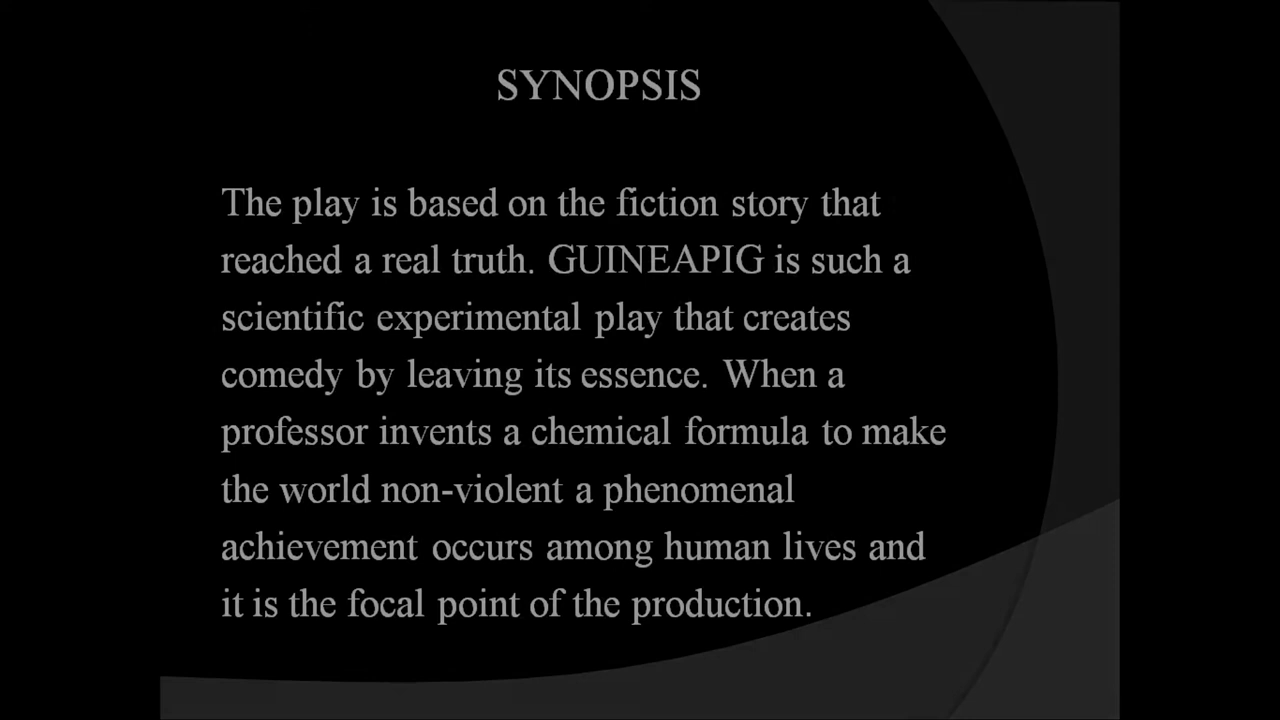 SYNOPSIS
The play is based on the fiction story that
reached a real truth. GUINEAPIG is such a
scientific experimental play that creates
comedy by leaving its essence. When a
professor invents a chemical formula to make
the world non-violent a phenomenal
achievement occurs among human lives and
it is the focal point of the production.